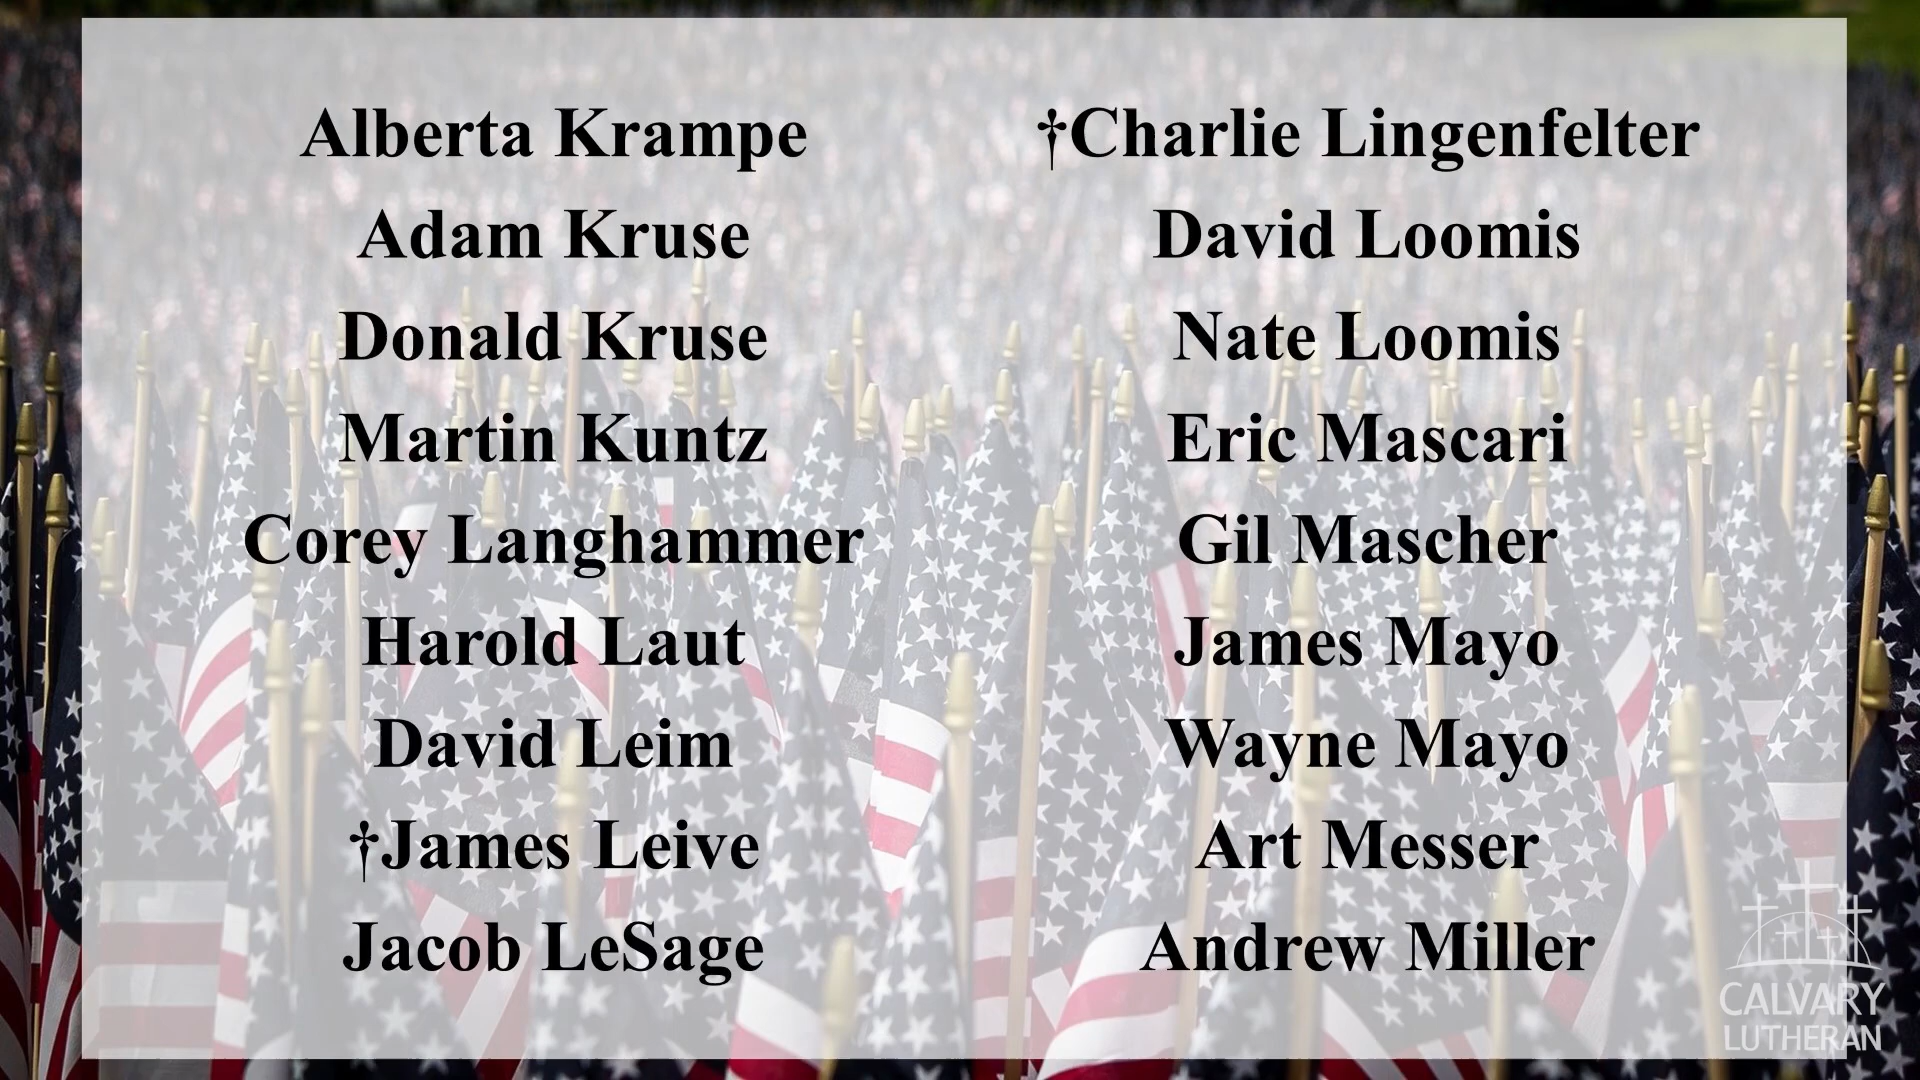 Alberta Krampe
Adam Kruse
Donald Kruse
Martin Kuntz
Corey Langhammer
Harold Laut
David Leim
†James Leive
Jacob LeSage
†Charlie Lingenfelter
David Loomis
Nate Loomis
Eric Mascari
Gil Mascher
James Mayo
Wayne Mayo
Art Messer
Andrew Miller
CALVARY
LUTHERAN